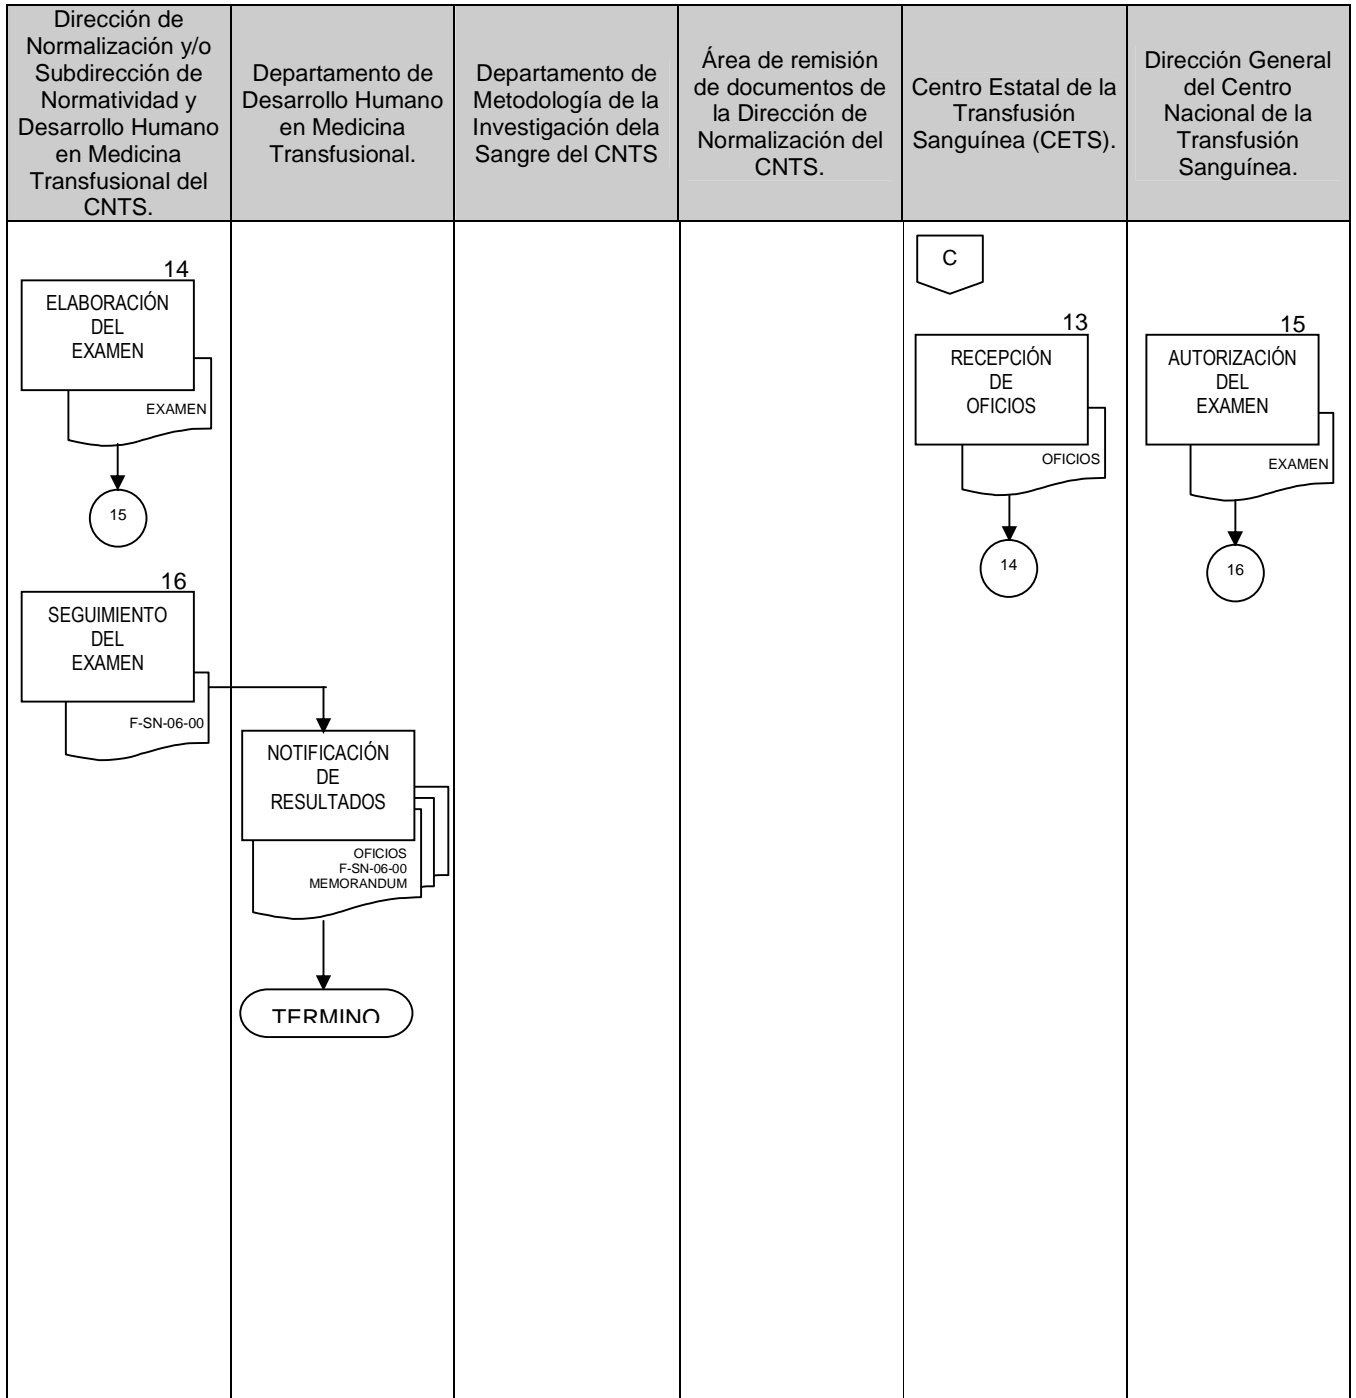 Dirección de
Normalización y/o
Subdirección de
Normatividad y
Desarrollo Humano
en Medicina
Transfusional del
CNTS.
Departamento de
Desarrollo Humano
en Medicina
Transfusional.
Departamento de
Metodología de la
Investigación dela
Sangre del CNTS
Área de remisión
de documentos de
la Dirección de
Normalización del
CNTS.
Centro Estatal de la
Transfusión
Sanguínea (CETS).
Dirección General
del Centro
Nacional de la
Transfusión
Sanguínea.
14
ELABORACIÓN
DEL
EXAMEN
EXAMEN
15
16
SEGUIMIENTO
DEL
EXAMEN
F-SN-06-00
NOTIFICACIÓN
DE
RESULTADOS
OFICIOS
F-SN-06-00
MEMORANDUM
TERMINO
C
13
RECEPCIÓN
DE
OFICIOS
OFICIOS
14
15
AUTORIZACIÓN
DEL
EXAMEN
EXAMEN
16